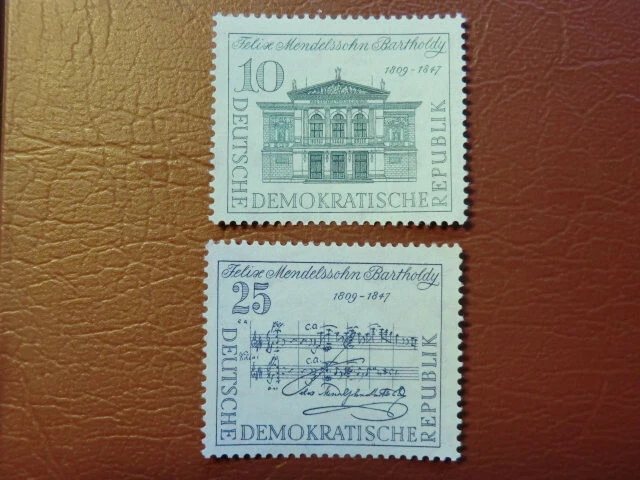 Felix Mendelssohn Bartholdy
10
1809-1847
DEUTSCHE
DEMOKRATISCHE
REPUBLIK
Felix Mendelssohn Bartholdy
25
1809-1847
c.a.
c.a.
DEUTSCHE
DEMOKRATISCHE
REPUBLIK